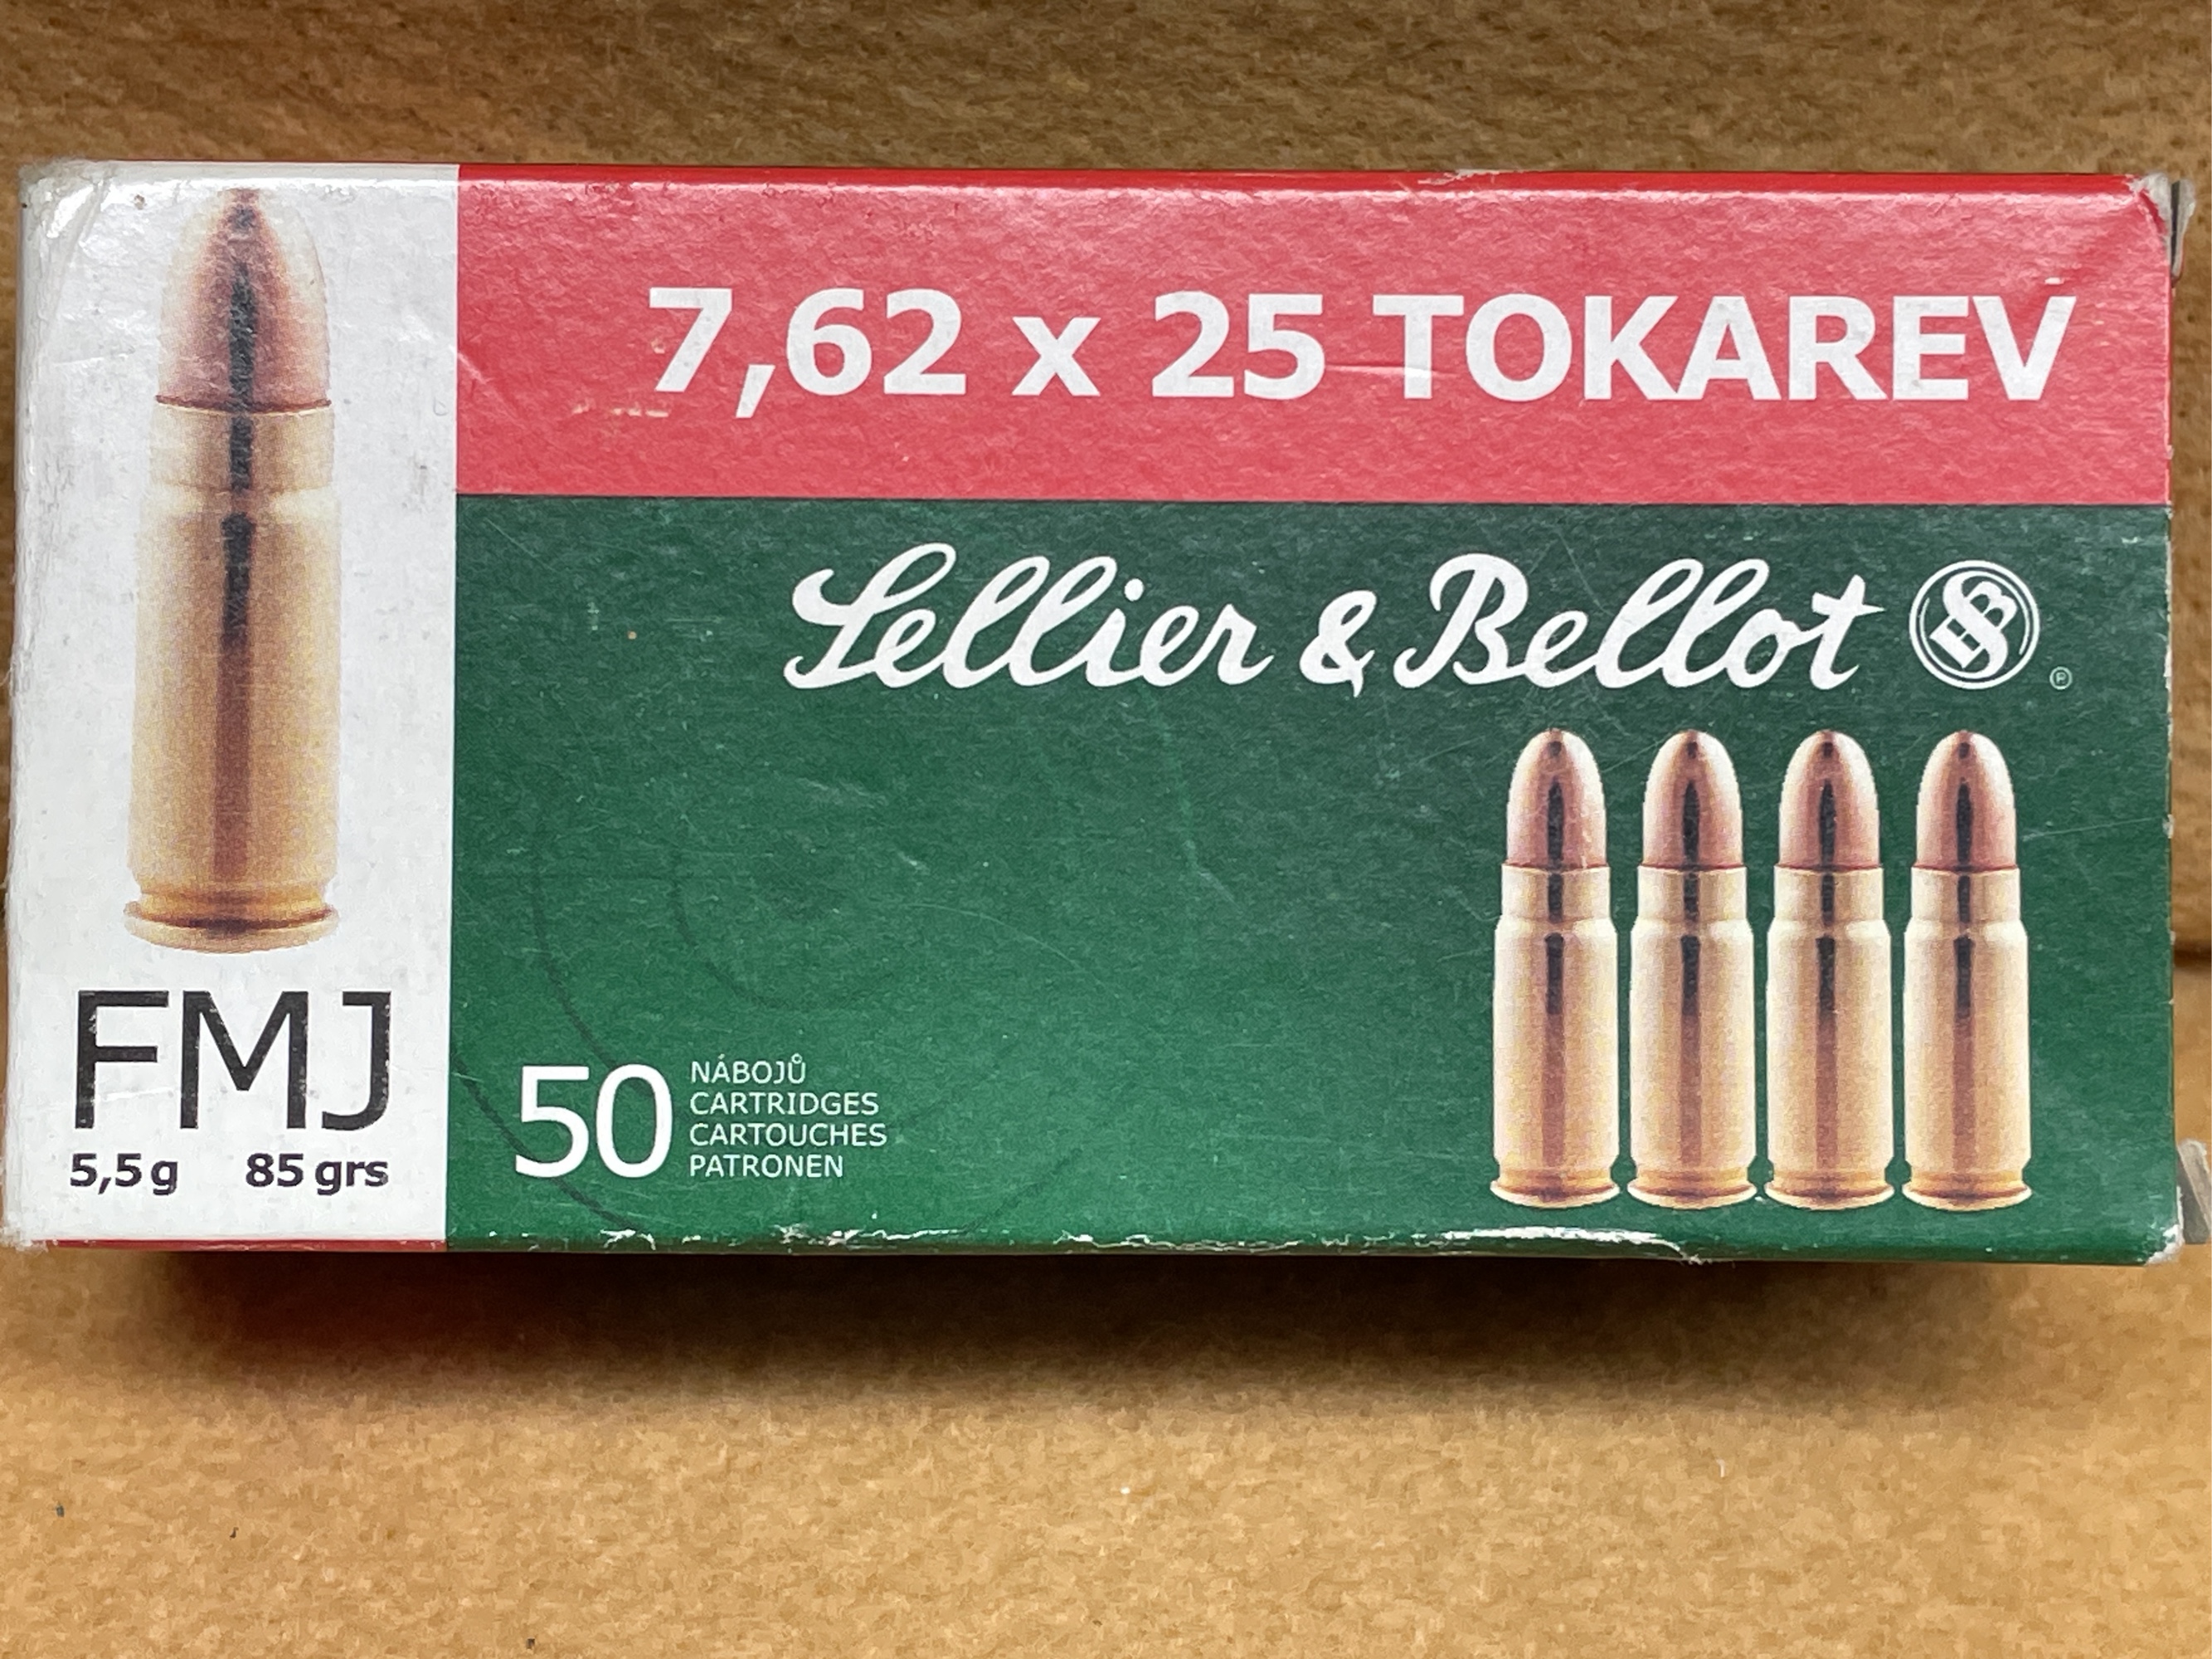 7,62 x 25 TOKAREV
Sellier & Bellot SB ®
FMJ
5,5 g 85 grs
50
NÁBOJŮ
CARTRIDGES
CARTOUCHES
PATRONEN